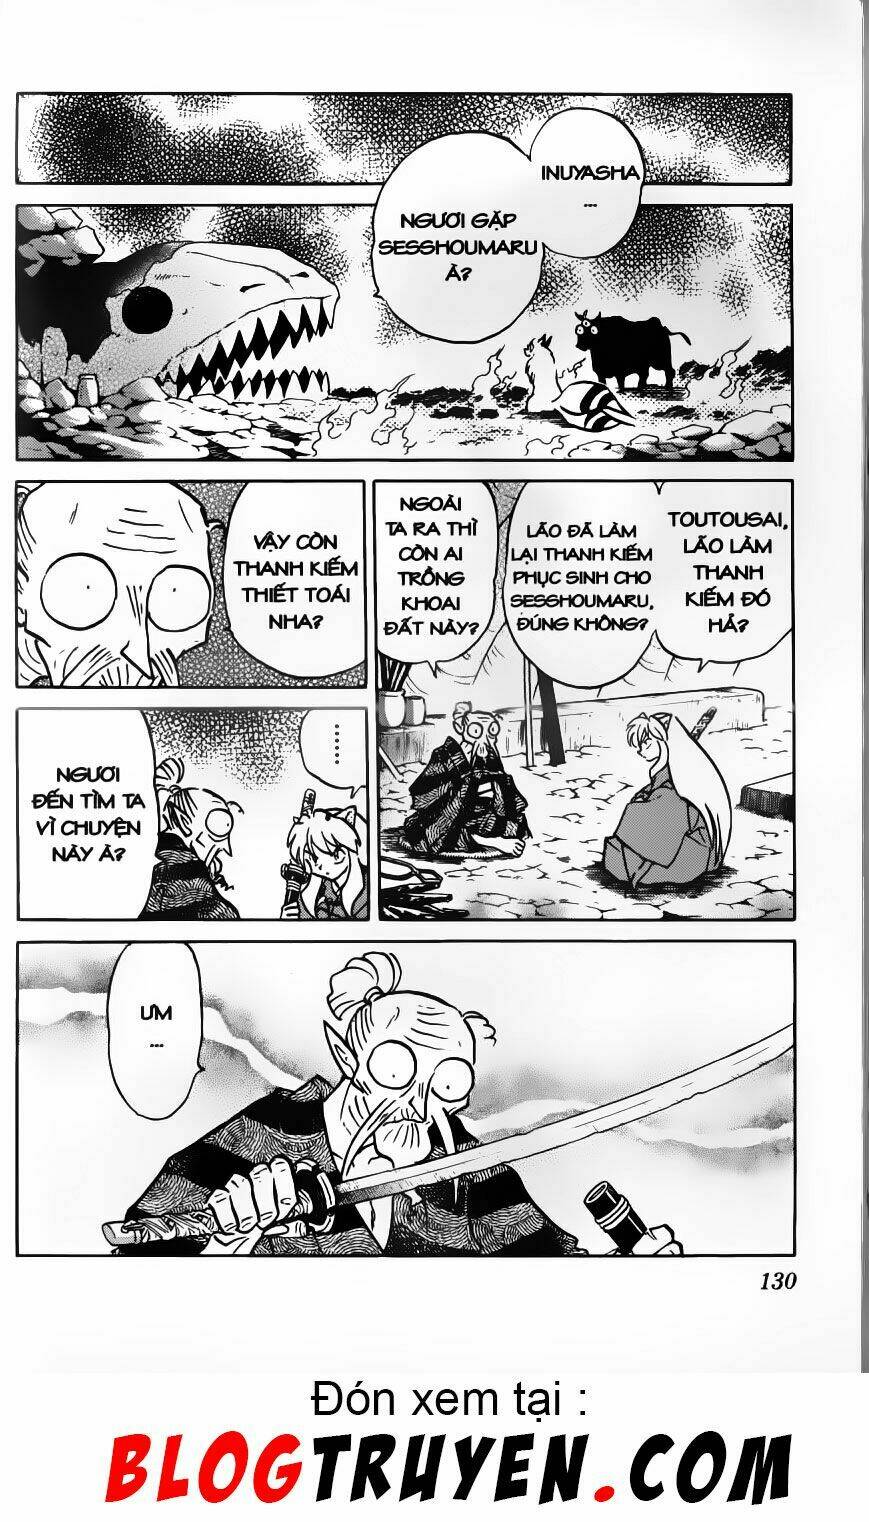 INUYASHA
...
NGƯƠI GẶP
SESSHOUMARU
À?
TOUTOUSAI,
LÃO LÀM
THANH
KIẾM ĐÓ
HẢ?
LÃO ĐÃ LÀM
LẠI THANH KIẾM
PHỤC SINH CHO
SESSHOUMARU,
ĐÚNG KHÔNG?
NGOÀI
TA RA THÌ
CÒN AI
TRỒNG
KHOAI
ĐẤT NÀY?
VẬY CÒN
THANH KIẾM
THIẾT TOÁI
NHA?
.......
NGƯƠI
ĐẾN TÌM TA
VÌ CHUYỆN
NÀY À?
ƯM
...
130
Đón xem tại :
BLOGTRUYEN.COM